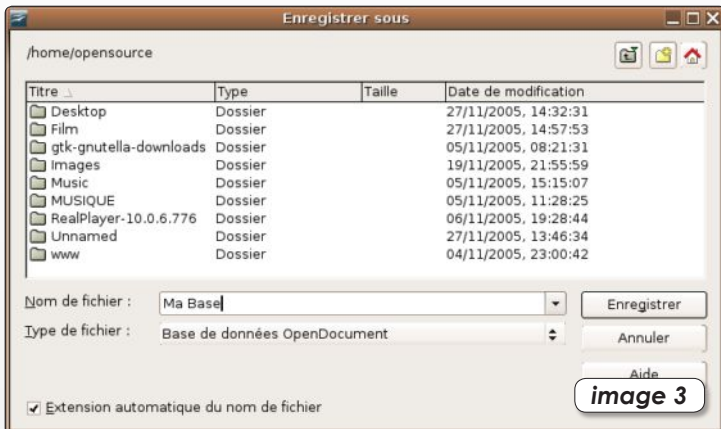 Enregistrer sous
/home/opensource
Titre Type Taille Date de modification
Desktop Dossier 27/11/2005, 14:32:31
Film Dossier 27/11/2005, 14:57:53
gtk-gnutella-downloads Dossier 05/11/2005, 08:21:31
Images Dossier 19/11/2005, 21:55:59
Music Dossier 05/11/2005, 15:15:07
MUSIQUE Dossier 05/11/2005, 11:28:25
RealPlayer-10.0.6.776 Dossier 06/11/2005, 19:28:44
Unnamed Dossier 27/11/2005, 13:46:34
www Dossier 04/11/2005, 23:00:42
Nom de fichier : Ma Base Enregistrer
Type de fichier : Base de données OpenDocument Annuler
Aide
Extension automatique du nom de fichier
image 3